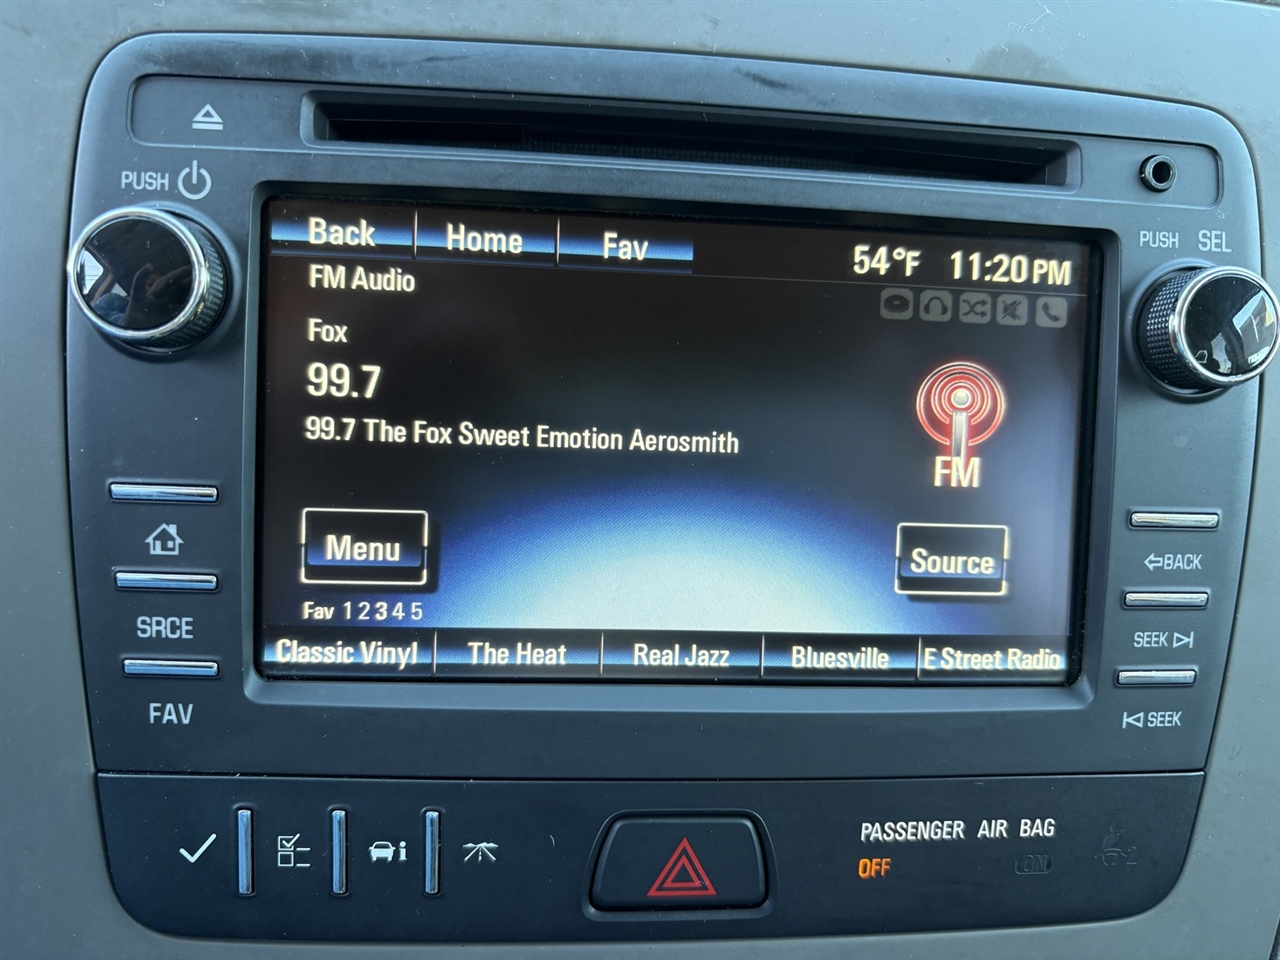 PUSH
PUSH SEL
Back Home Fav
54°F 11:20 PM
FM Audio
Fox
99.7
99.7 The Fox Sweet Emotion Aerosmith
FM
Menu
Source
Fav 1 2 3 4 5
Classic Vinyl The Heat Real Jazz Bluesville E Street Radio
SRCE
FAV
BACK
SEEK
SEEK
PASSENGER AIR BAG
OFF ON
2